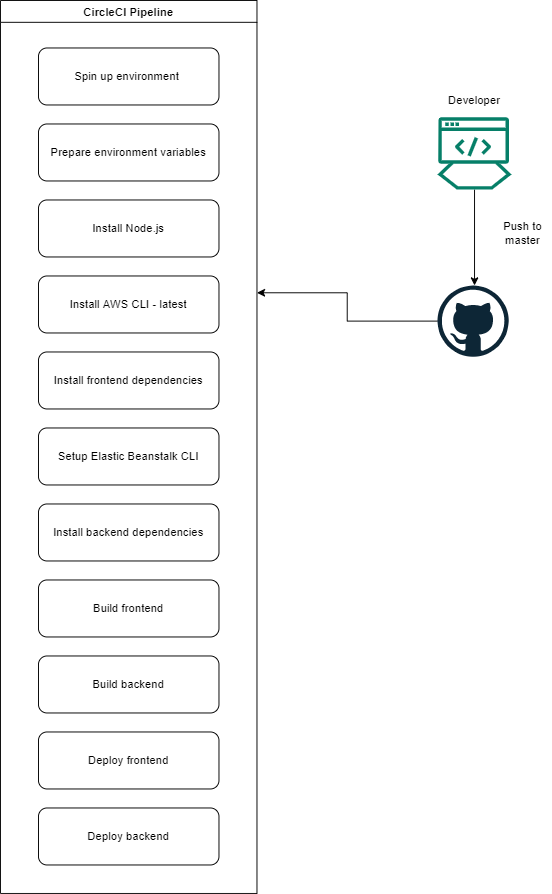 CircleCI Pipeline
Spin up environment
Prepare environment variables
Install Node.js
Install AWS CLI - latest
Install frontend dependencies
Setup Elastic Beanstalk CLI
Install backend dependencies
Build frontend
Build backend
Deploy frontend
Deploy backend
Developer
Push to
master